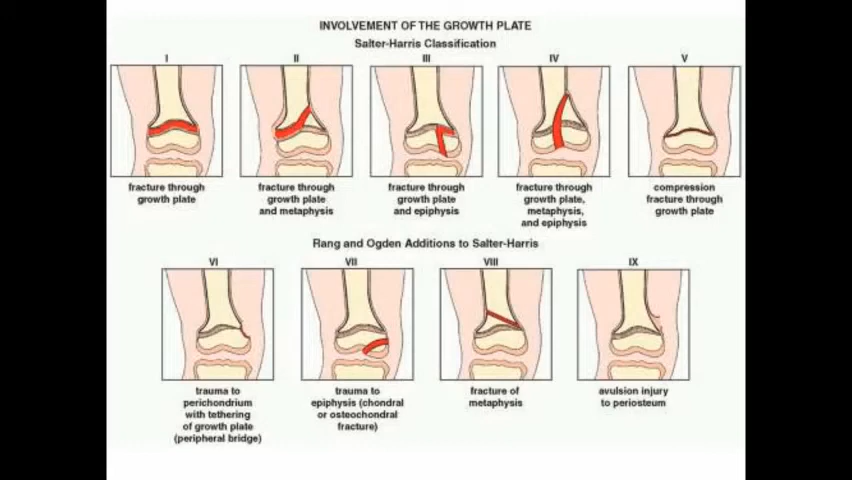 INVOLVEMENT OF THE GROWTH PLATE
Salter-Harris Classification
I
II
III
IV
V
fracture through
growth plate
fracture through
growth plate
and metaphysis
fracture through
growth plate
and epiphysis
fracture through
growth plate,
metaphysis,
and epiphysis
compression
fracture through
growth plate
Rang and Ogden Additions to Salter-Harris
VI
VII
VIII
IX
trauma to
perichondrium
with tethering
of growth plate
(peripheral bridge)
trauma to
epiphysis (chondral
or osteochondral
fracture)
fracture of
metaphysis
avulsion injury
to periosteum